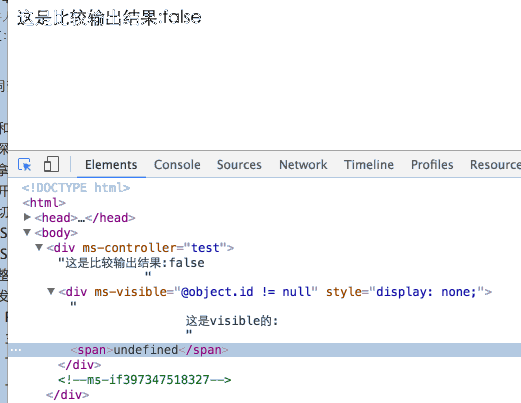 这是比较输出结果:false
Elements Console Sources Network Timeline Profiles Resource
<!DOCTYPE html>
<html>
<head>…</head>
<body>
<div ms-controller="test">
"这是比较输出结果:false
"
<div ms-visible="@object.id != null" style="display: none;">
"
这是visible的:
"
<span>undefined</span>
</div>
<!--ms-if397347518327-->
</div>